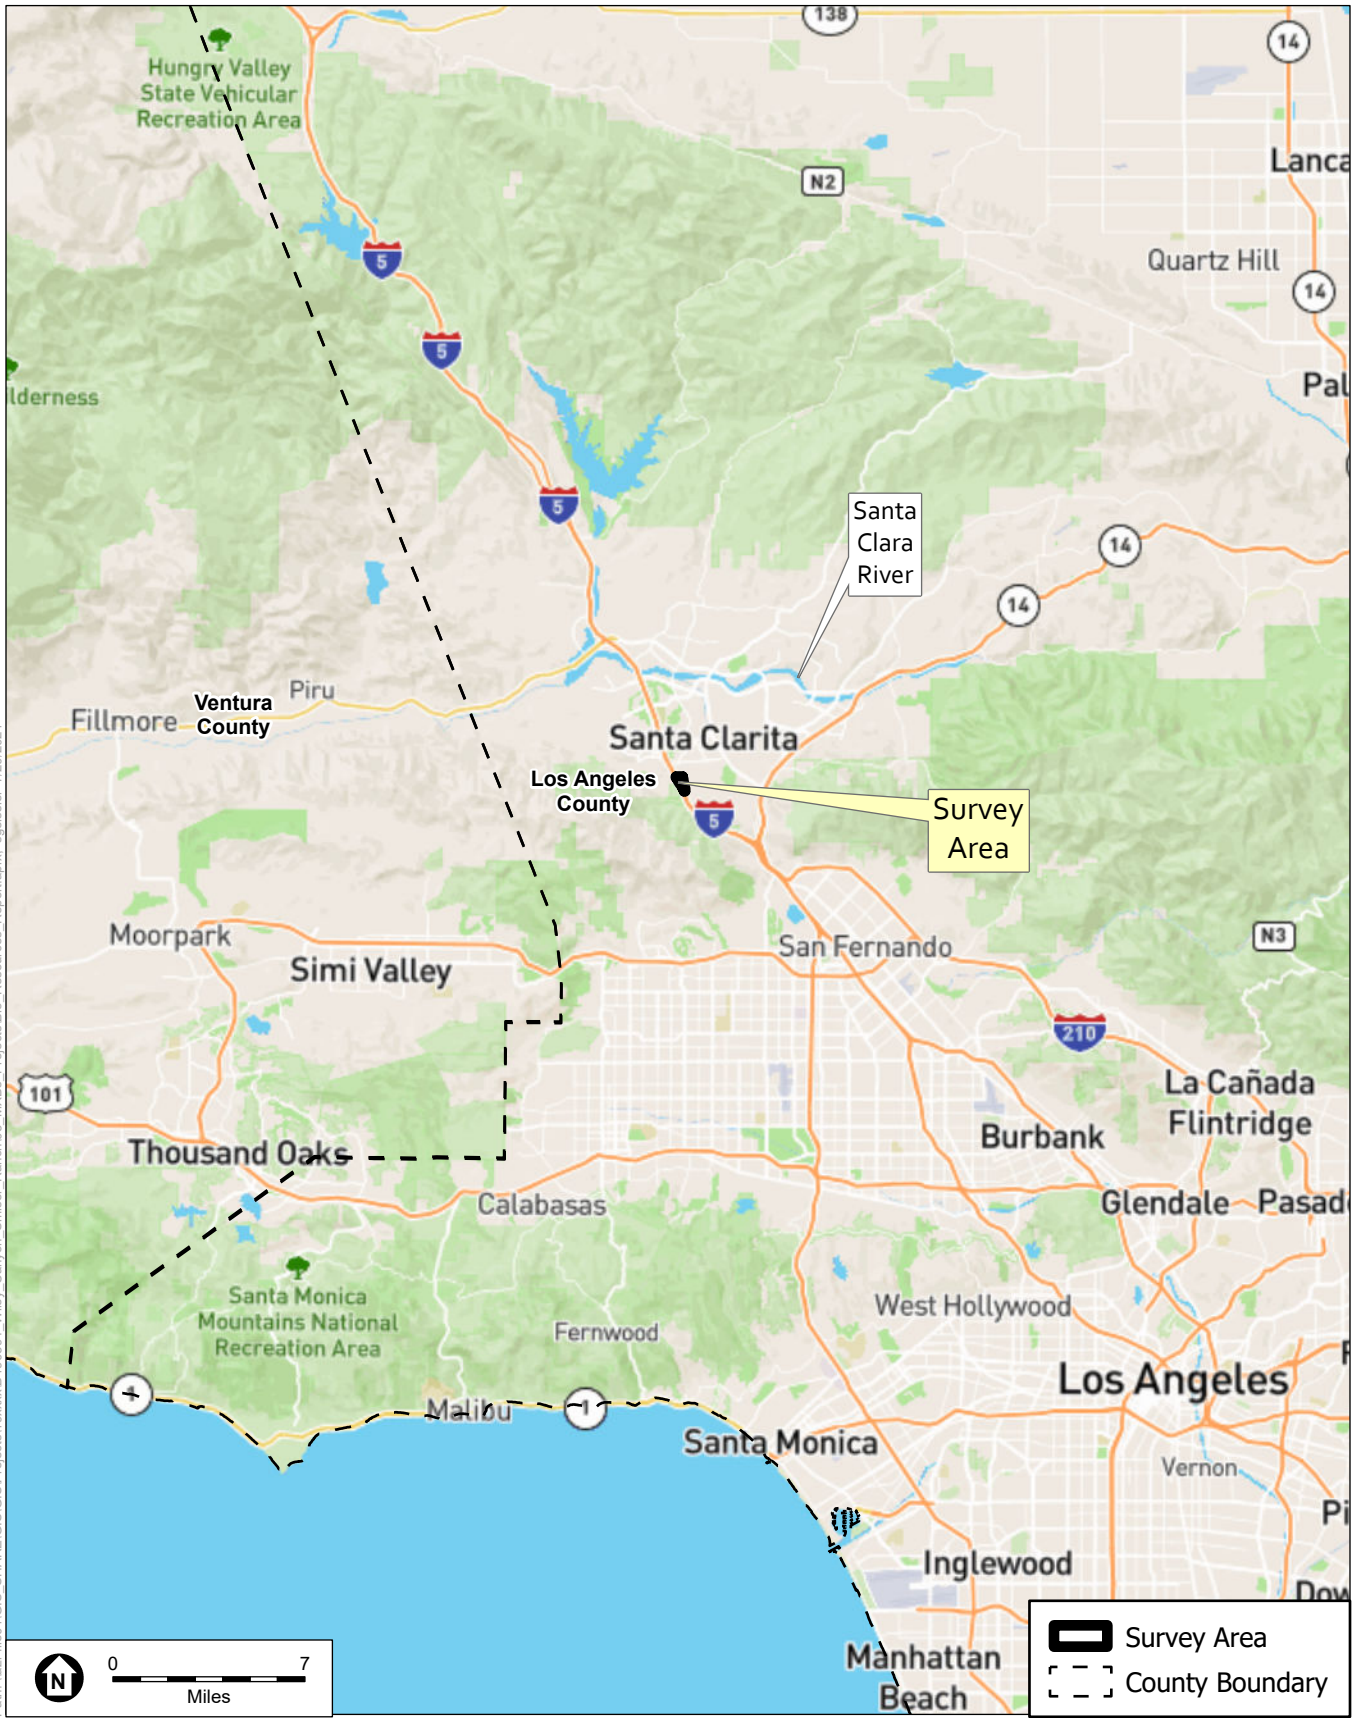 138
14
Hungry Valley
State Vehicular
Recreation Area
N2
Lanca
Quartz Hill
5
14
5
lderness
Pal
5
Santa
Clara
River
14
14
Piru
Ventura
County
Fillmore
Santa Clarita
Los Angeles
County
Survey
Area
5
Moorpark
San Fernando
N3
Simi Valley
210
101
La Cañada
Flintridge
Burbank
Thousand Oaks
Calabasas
Glendale
Pasad
Santa Monica
Mountains National
Recreation Area
West Hollywood
Fernwood
Los Angeles
1
Malibu
1
Santa Monica
Vernon
Pi
Inglewood
Dow
Manhattan
Beach
N
0
7
Miles
Survey Area
County Boundary